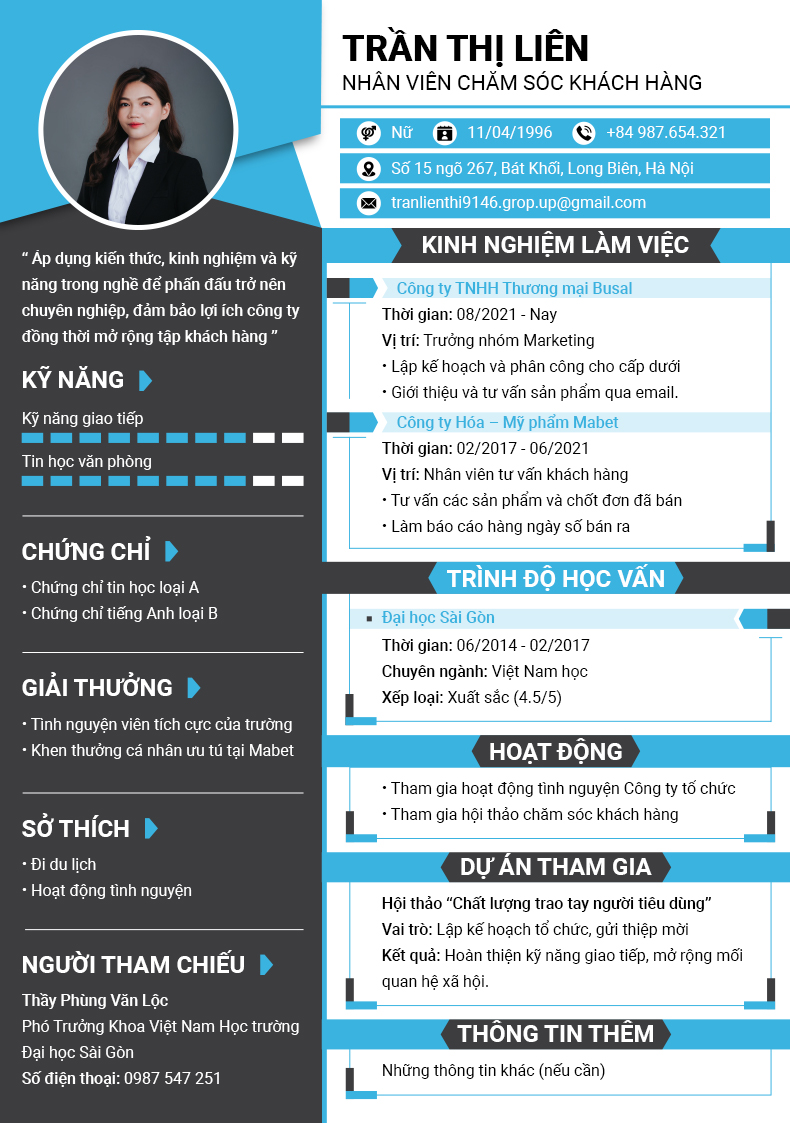 TRẦN THỊ LIÊN
NHÂN VIÊN CHĂM SÓC KHÁCH HÀNG
Nữ 11/04/1996 +84 987.654.321
Số 15 ngõ 267, Bát Khối, Long Biên, Hà Nội
tranlienthi9146.grop.up@gmail.com
“ Áp dụng kiến thức, kinh nghiệm và kỹ
năng trong nghề để phấn đấu trở nên
chuyên nghiệp, đảm bảo lợi ích công ty
đồng thời mở rộng tập khách hàng ”
KỸ NĂNG
Kỹ năng giao tiếp
Tin học văn phòng
CHỨNG CHỈ
• Chứng chỉ tin học loại A
• Chứng chỉ tiếng Anh loại B
GIẢI THƯỞNG
• Tình nguyện viên tích cực của trường
• Khen thưởng cá nhân ưu tú tại Mabet
SỞ THÍCH
• Đi du lịch
• Hoạt động tình nguyện
NGƯỜI THAM CHIẾU
Thầy Phùng Văn Lộc
Phó Trưởng Khoa Việt Nam Học trường
Đại học Sài Gòn
Số điện thoại: 0987 547 251
KINH NGHIỆM LÀM VIỆC
Công ty TNHH Thương mại Busal
Thời gian: 08/2021 - Nay
Vị trí: Trưởng nhóm Marketing
• Lập kế hoạch và phân công cho cấp dưới
• Giới thiệu và tư vấn sản phẩm qua email.
Công ty Hóa – Mỹ phẩm Mabet
Thời gian: 02/2017 - 06/2021
Vị trí: Nhân viên tư vấn khách hàng
• Tư vấn các sản phẩm và chốt đơn đã bán
• Làm báo cáo hàng ngày số bán ra
TRÌNH ĐỘ HỌC VẤN
▪ Đại học Sài Gòn
Thời gian: 06/2014 - 02/2017
Chuyên ngành: Việt Nam học
Xếp loại: Xuất sắc (4.5/5)
HOẠT ĐỘNG
• Tham gia hoạt động tình nguyện Công ty tổ chức
• Tham gia hội thảo chăm sóc khách hàng
DỰ ÁN THAM GIA
Hội thảo “Chất lượng trao tay người tiêu dùng”
Vai trò: Lập kế hoạch tổ chức, gửi thiệp mời
Kết quả: Hoàn thiện kỹ năng giao tiếp, mở rộng mối
quan hệ xã hội.
THÔNG TIN THÊM
Những thông tin khác (nếu cần)